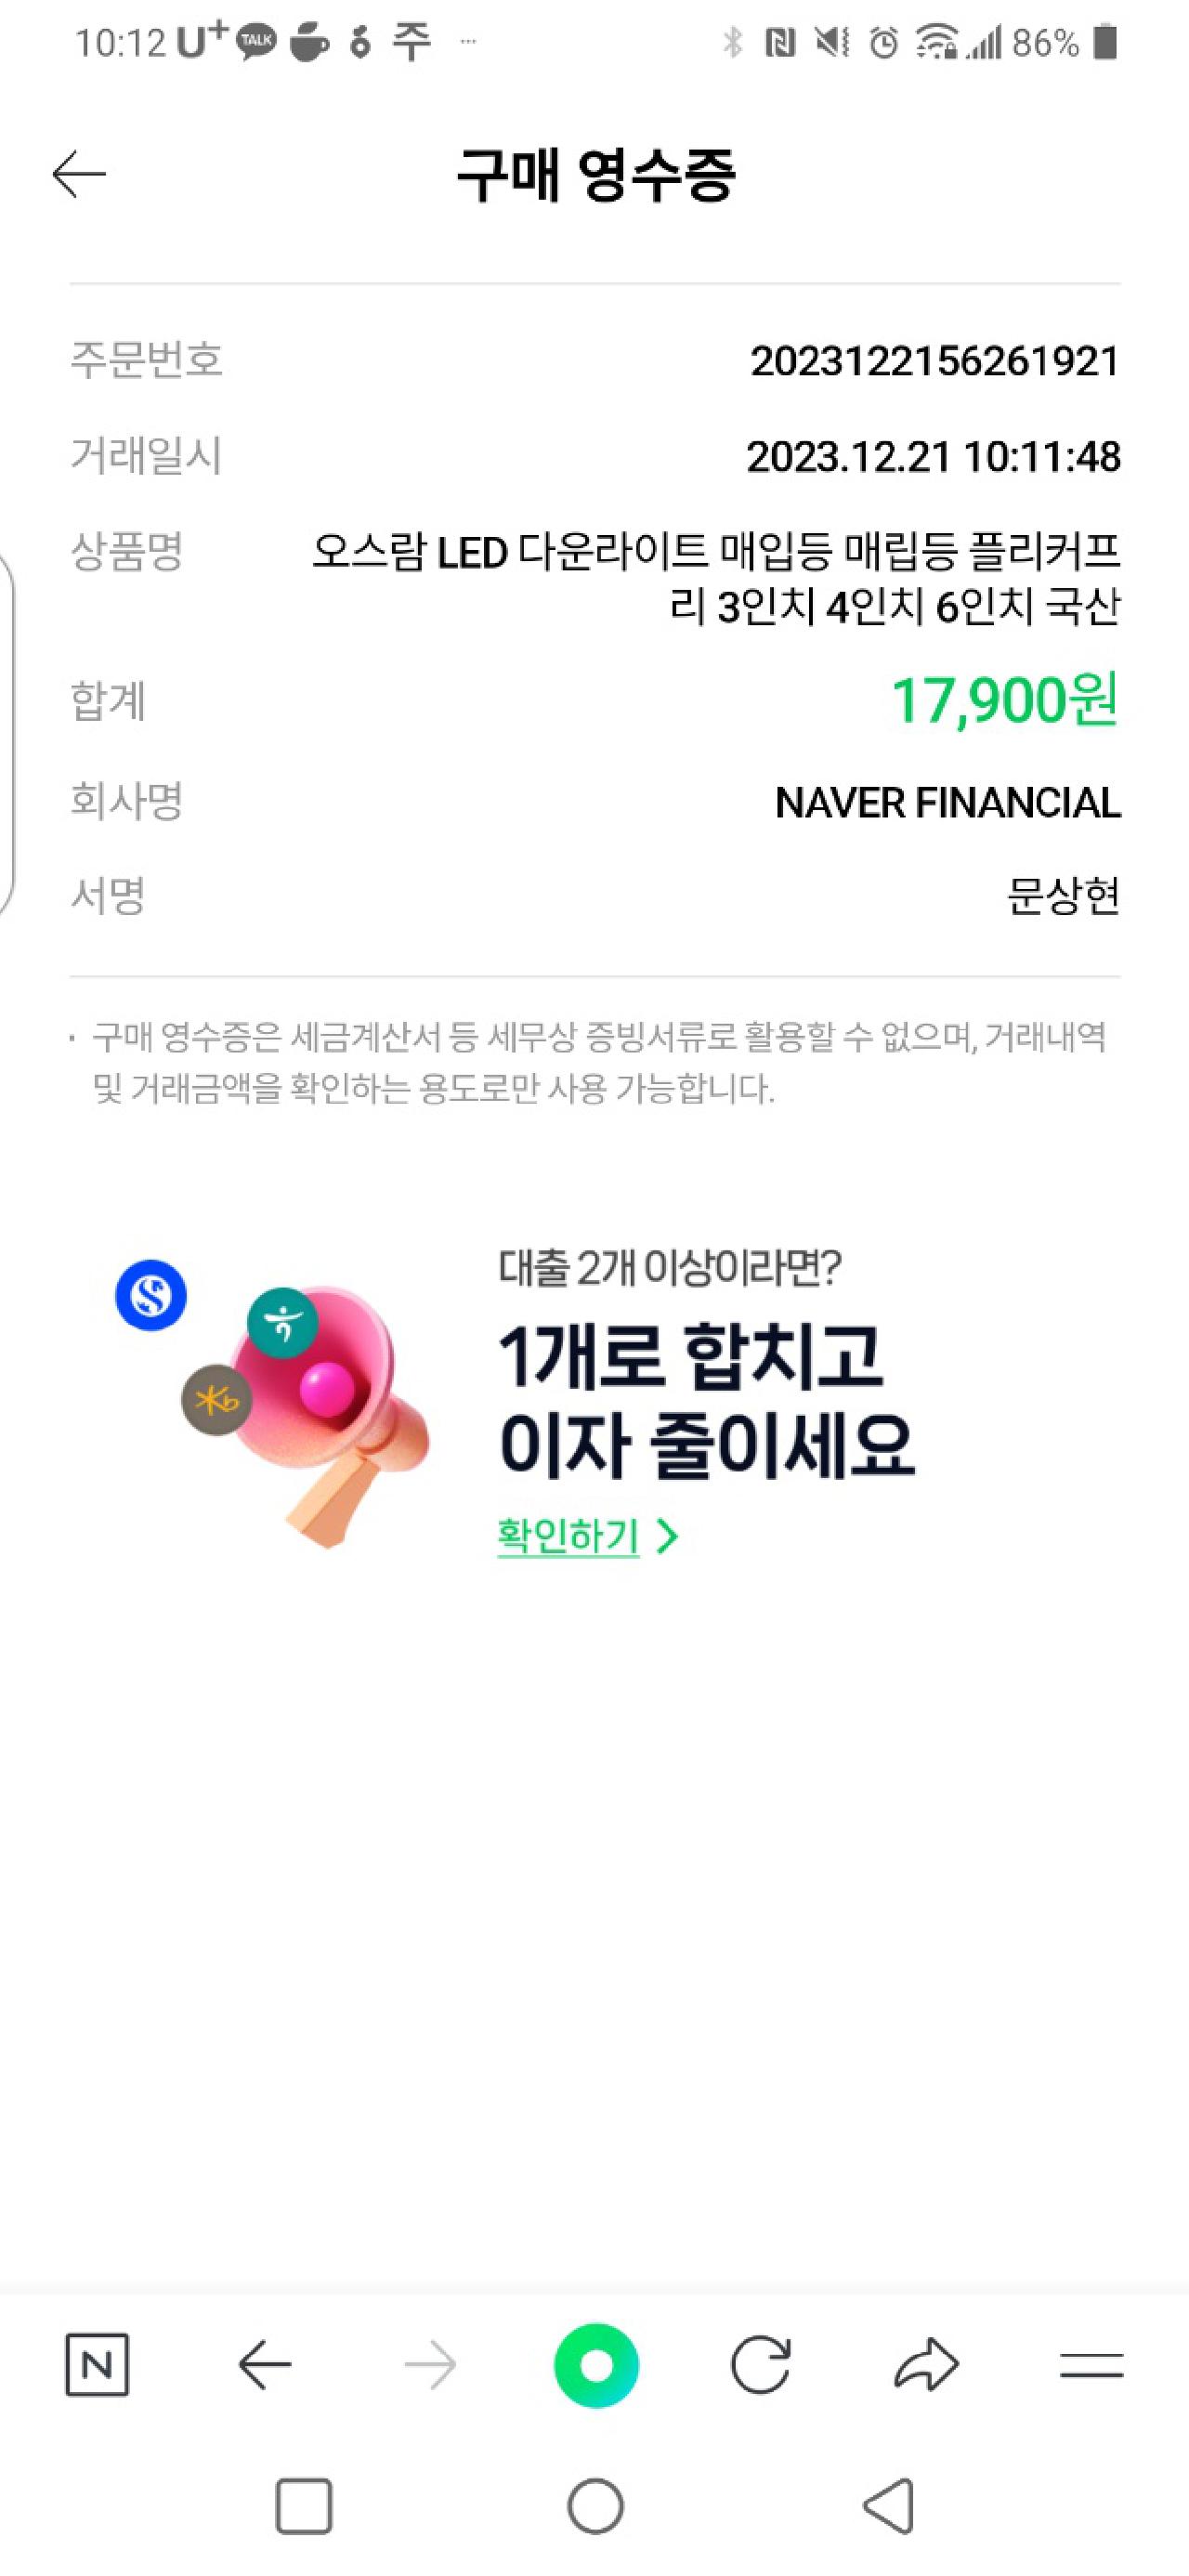 10:12 U+ TALK 주 ··· 86%
구매 영수증
주문번호 2023122156261921
거래일시 2023.12.21 10:11:48
상품명 오스람 LED 다운라이트 매입등 매립등 플리커프
리 3인치 4인치 6인치 국산
합계 17,900원
회사명 NAVER FINANCIAL
서명 문상현
· 구매 영수증은 세금계산서 등 세무상 증빙서류로 활용할 수 없으며, 거래내역
및 거래금액을 확인하는 용도로만 사용 가능합니다.
대출 2개 이상이라면?
1개로 합치고
이자 줄이세요
확인하기
N